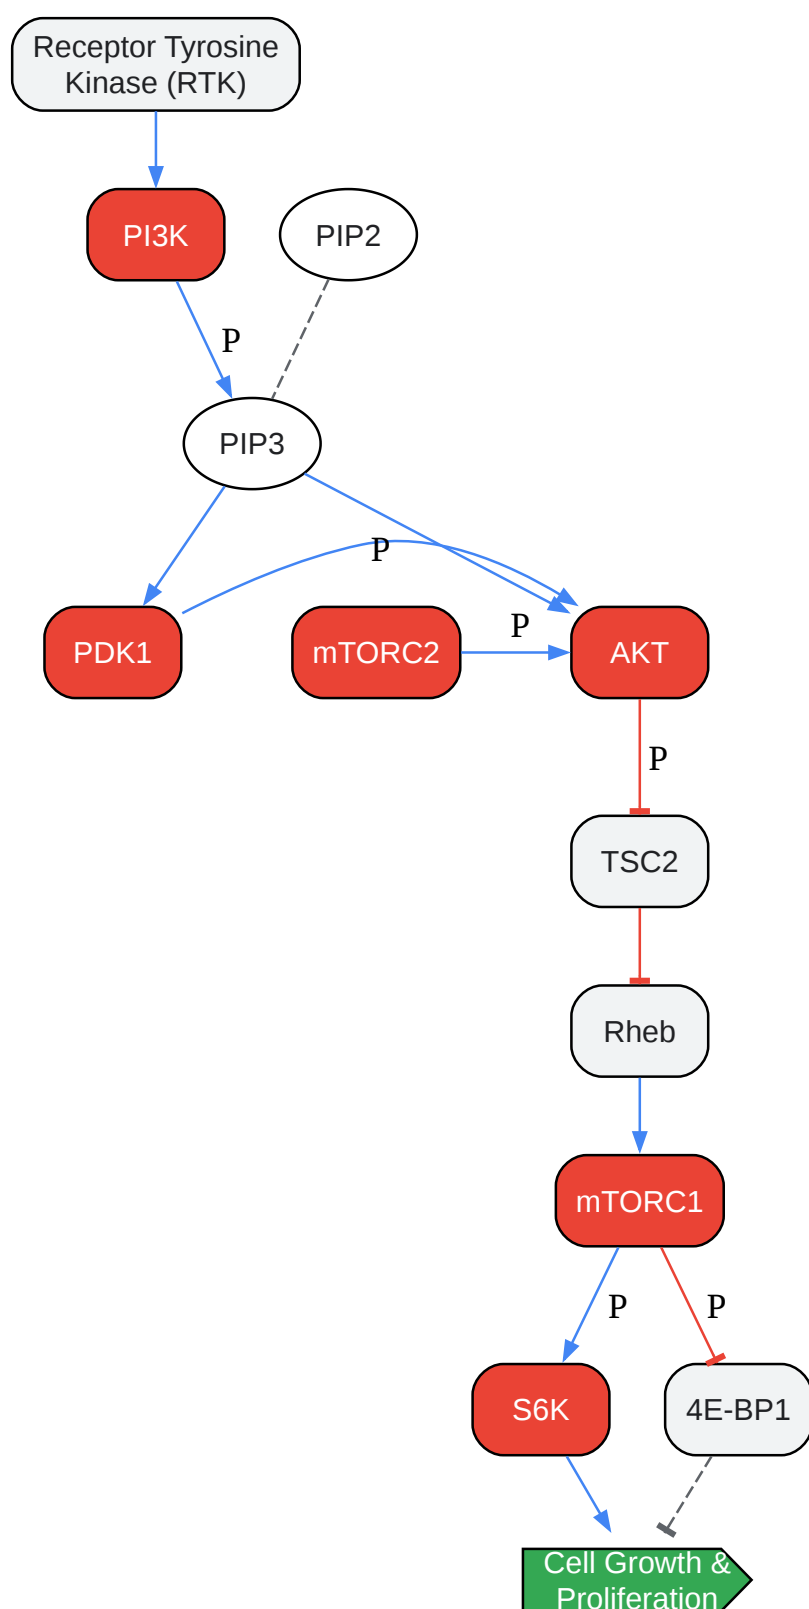 Receptor Tyrosine
Kinase (RTK)
PI3K
PIP2
P
PIP3
P
P
PDK1
mTORC2
AKT
P
TSC2
Rheb
mTORC1
P
P
S6K
4E-BP1
Cell Growth &
Proliferation